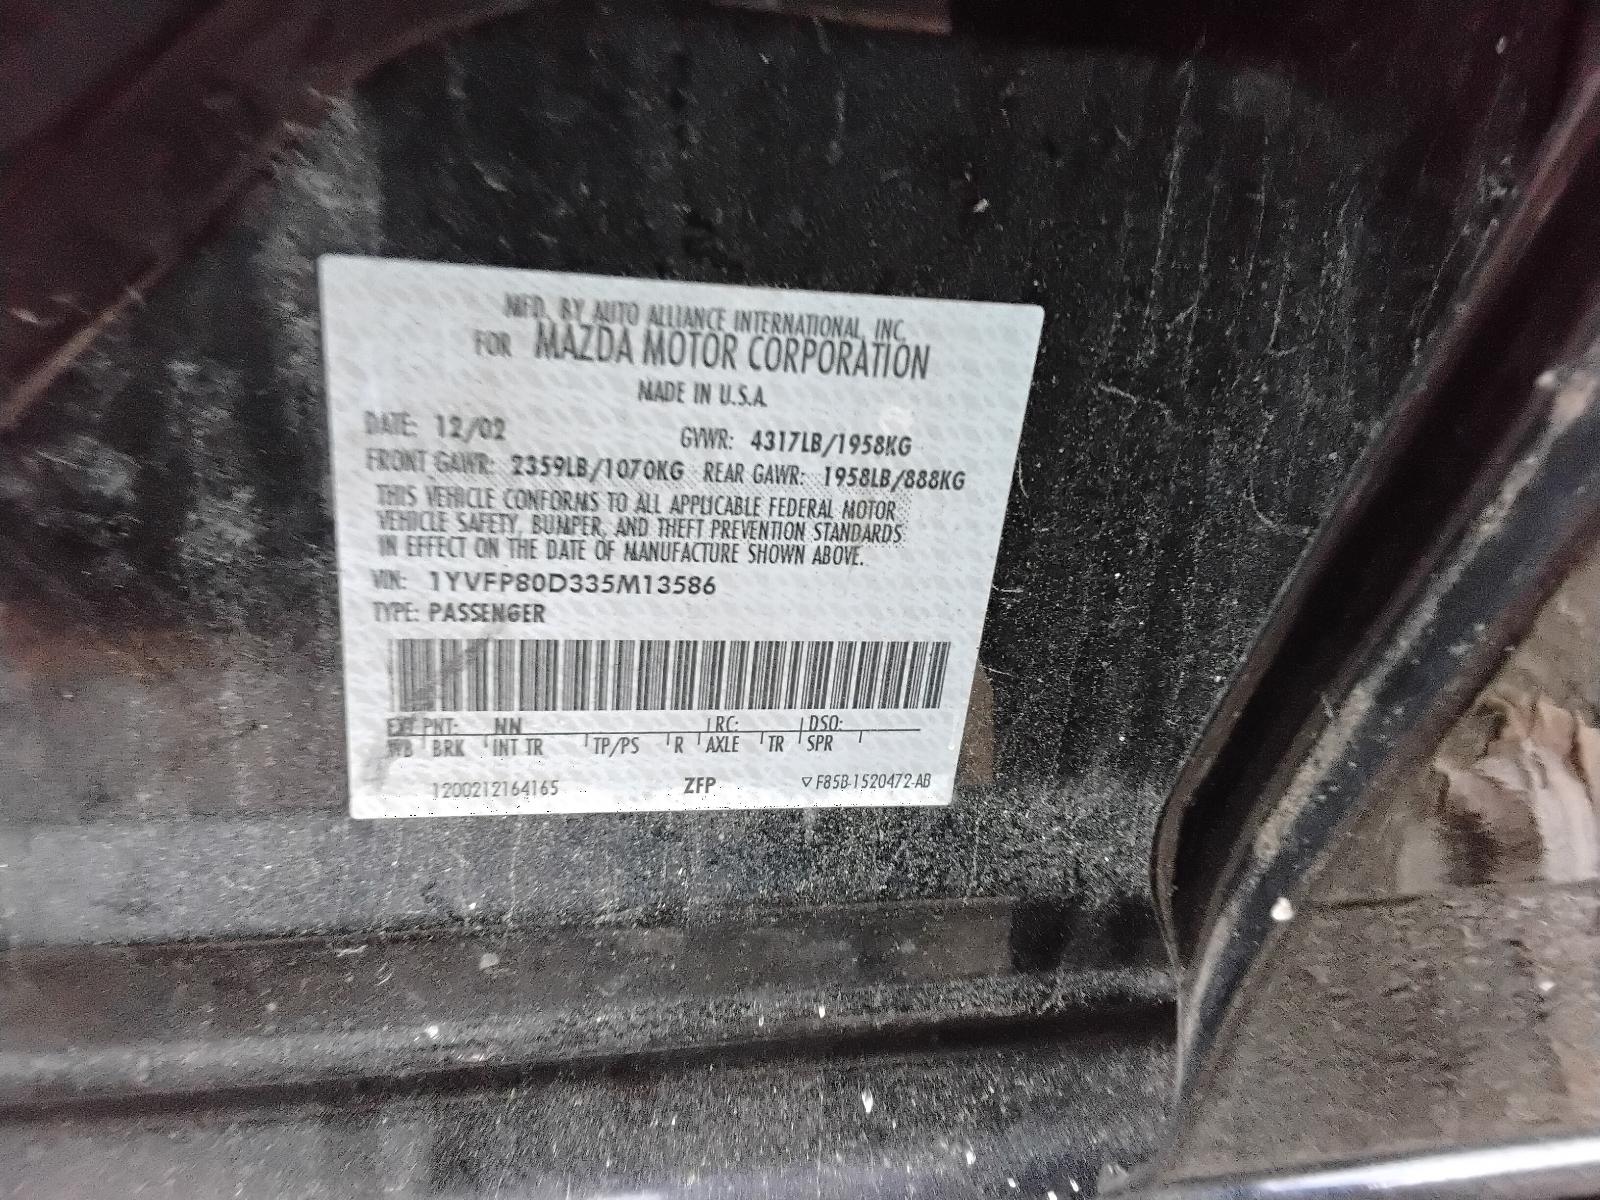 MFD. BY AUTO ALLIANCE INTERNATIONAL, INC.
FOR MAZDA MOTOR CORPORATION
MADE IN U.S.A.
DATE: 12/02 GVWR: 4317LB/1958KG
FRONT GAWR: 2359LB/1070KG REAR GAWR: 1958LB/888KG
THIS VEHICLE CONFORMS TO ALL APPLICABLE FEDERAL MOTOR
VEHICLE SAFETY, BUMPER, AND THEFT PREVENTION STANDARDS
IN EFFECT ON THE DATE OF MANUFACTURE SHOWN ABOVE.
VIN: 1YVFP80D335M13586
TYPE: PASSENGER
EXT PNT: NN RC: DSO:
WB BRK INT TR TP/PS R AXLE TR SPR
1200212164165 ZFP ▽ F85B-1520472-AB